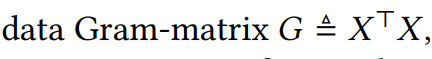 data Gram-matrix G ≜ X⊤X,